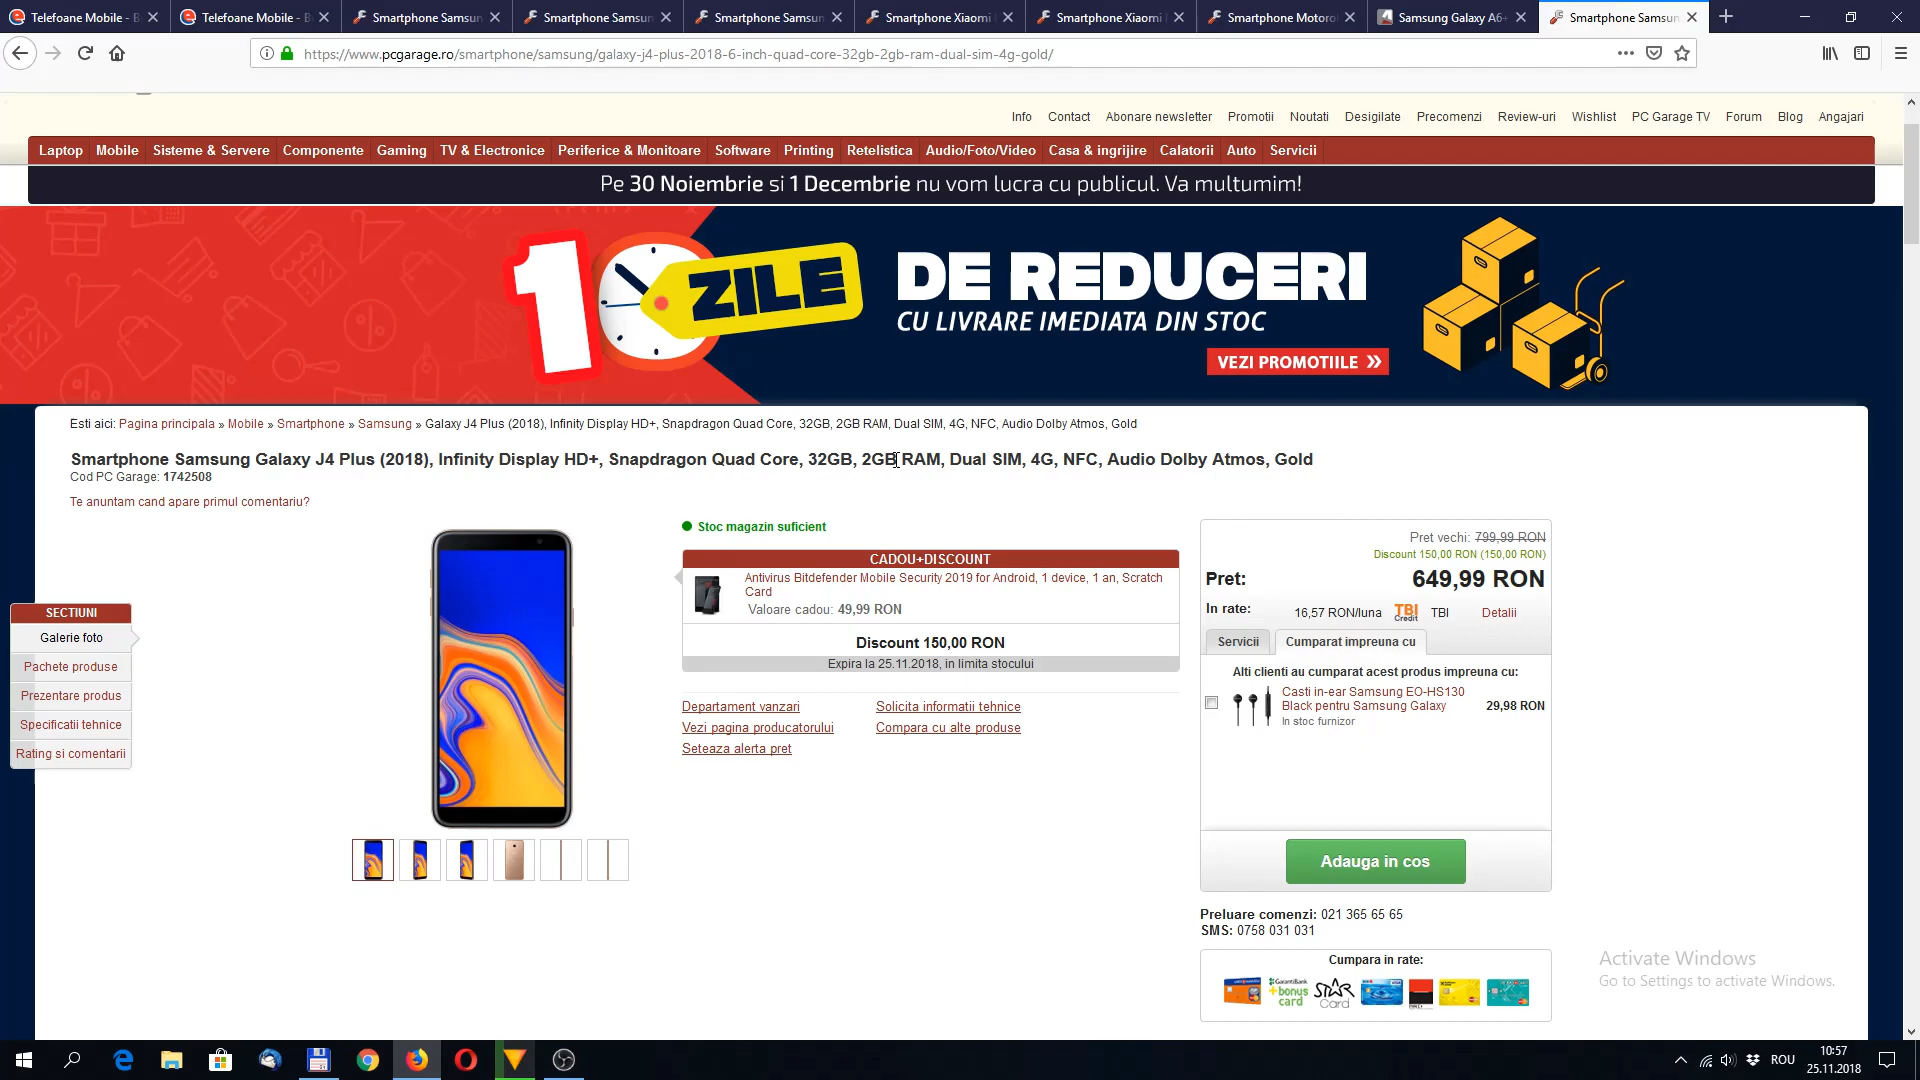 Telefoane Mobile - B
Telefoane Mobile - B
Smartphone Samsun
Smartphone Samsun
Smartphone Samsun
Smartphone Xiaomi
Smartphone Xiaomi
Smartphone Motorol
Samsung Galaxy A6+
Smartphone Samsun
https://www.pcgarage.ro/smartphone/samsung/galaxy-j4-plus-2018-6-inch-quad-core-32gb-2gb-ram-dual-sim-4g-gold/
Info Contact Abonare newsletter Promotii Noutati Desigilate Precomenzi Review-uri Wishlist PC Garage TV Forum Blog Angajari
Laptop Mobile Sisteme & Servere Componente Gaming TV & Electronice Periferice & Monitoare Software Printing Retelistica Audio/Foto/Video Casa & ingrijire Calatorii Auto Servicii
Pe 30 Noiembrie si 1 Decembrie nu vom lucra cu publicul. Va multumim!
10 ZILE
DE REDUCERI
CU LIVRARE IMEDIATA DIN STOC
VEZI PROMOTIILE »
Esti aici: Pagina principala » Mobile » Smartphone » Samsung » Galaxy J4 Plus (2018), Infinity Display HD+, Snapdragon Quad Core, 32GB, 2GB RAM, Dual SIM, 4G, NFC, Audio Dolby Atmos, Gold
Smartphone Samsung Galaxy J4 Plus (2018), Infinity Display HD+, Snapdragon Quad Core, 32GB, 2GB RAM, Dual SIM, 4G, NFC, Audio Dolby Atmos, Gold
Cod PC Garage: 1742508
Te anuntam cand apare primul comentariu?
SECTIUNI
Galerie foto
Pachete produse
Prezentare produs
Specificatii tehnice
Rating si comentarii
Stoc magazin suficient
CADOU+DISCOUNT
Antivirus Bitdefender Mobile Security 2019 for Android, 1 device, 1 an, Scratch
Card
Valoare cadou: 49,99 RON
Discount 150,00 RON
Expira la 25.11.2018, in limita stocului
Departament vanzari Solicita informatii tehnice
Vezi pagina producatorului Compara cu alte produse
Seteaza alerta pret
Pret vechi: 799,99 RON
Discount 150,00 RON (150,00 RON)
Pret: 649,99 RON
In rate: 16,57 RON/luna TBI Credit TBI Detalii
Servicii Cumparat impreuna cu
Alti clienti au cumparat acest produs impreuna cu:
Casti in-ear Samsung EO-HS130
Black pentru Samsung Galaxy
In stoc furnizor
29,98 RON
Adauga in cos
Preluare comenzi: 021 365 65 65
SMS: 0758 031 031
Cumpara in rate:
GarantiBank
+bonus
card
STAR
Card
Activate Windows
Go to Settings to activate Windows.
ROU
10:57
25.11.2018